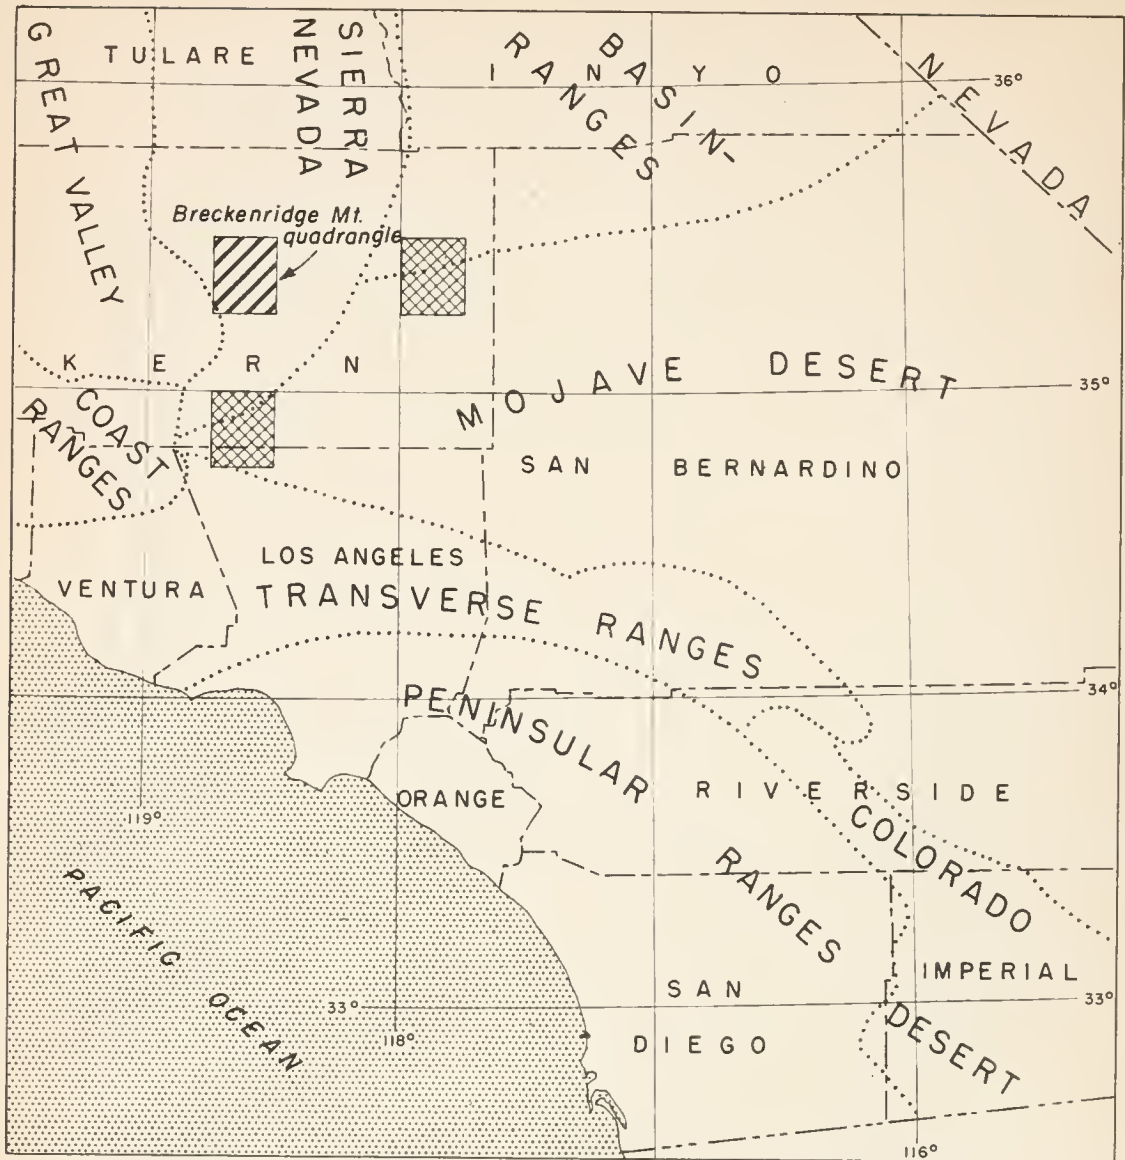 GREAT VALLEY
TULARE
SIERRA
NEVADA
BASIN-
RANGES
INYO
36°
NEVADA
Breckenridge Mt.
quadrangle
KERN
MOJAVE DESERT
35°
COAST
RANGES
SAN BERNARDINO
LOS ANGELES
VENTURA
TRANSVERSE RANGES
34°
PENINSULAR
RANGES
RIVERSIDE
ORANGE
119°
COLORADO
DESERT
PACIFIC OCEAN
IMPERIAL
SAN
DIEGO
33°
33°
118°
116°